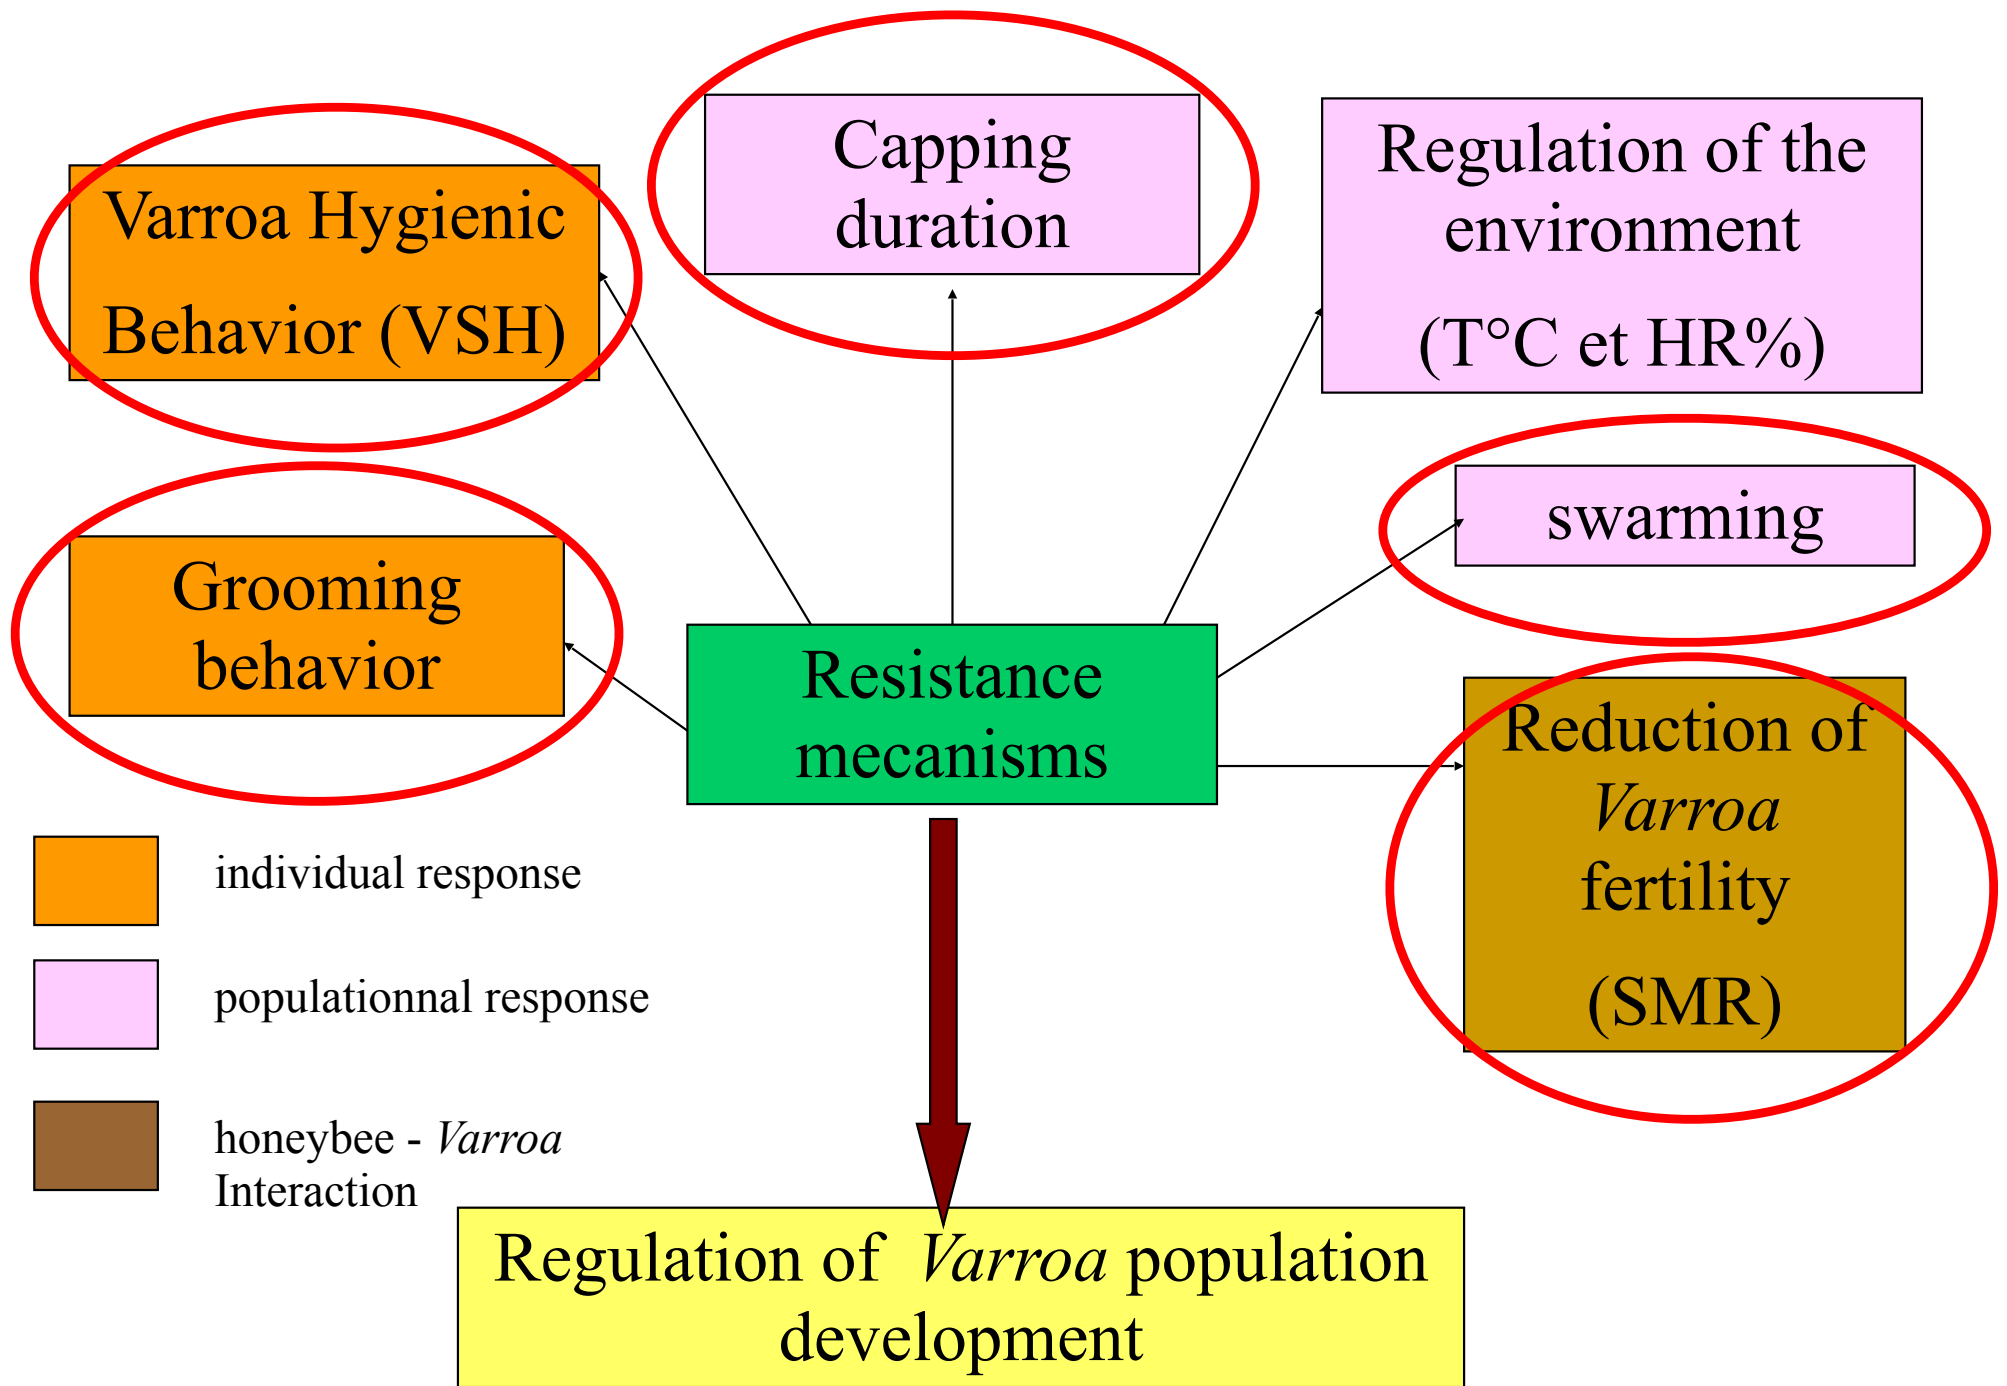 Capping
duration
Regulation of the
environment
(T°C et HR%)
Varroa Hygienic
Behavior (VSH)
swarming
Grooming
behavior
Resistance
mecanisms
Reduction of
Varroa
fertility
(SMR)
individual response
populationnal response
honeybee - Varroa
Interaction
Regulation of Varroa population
development